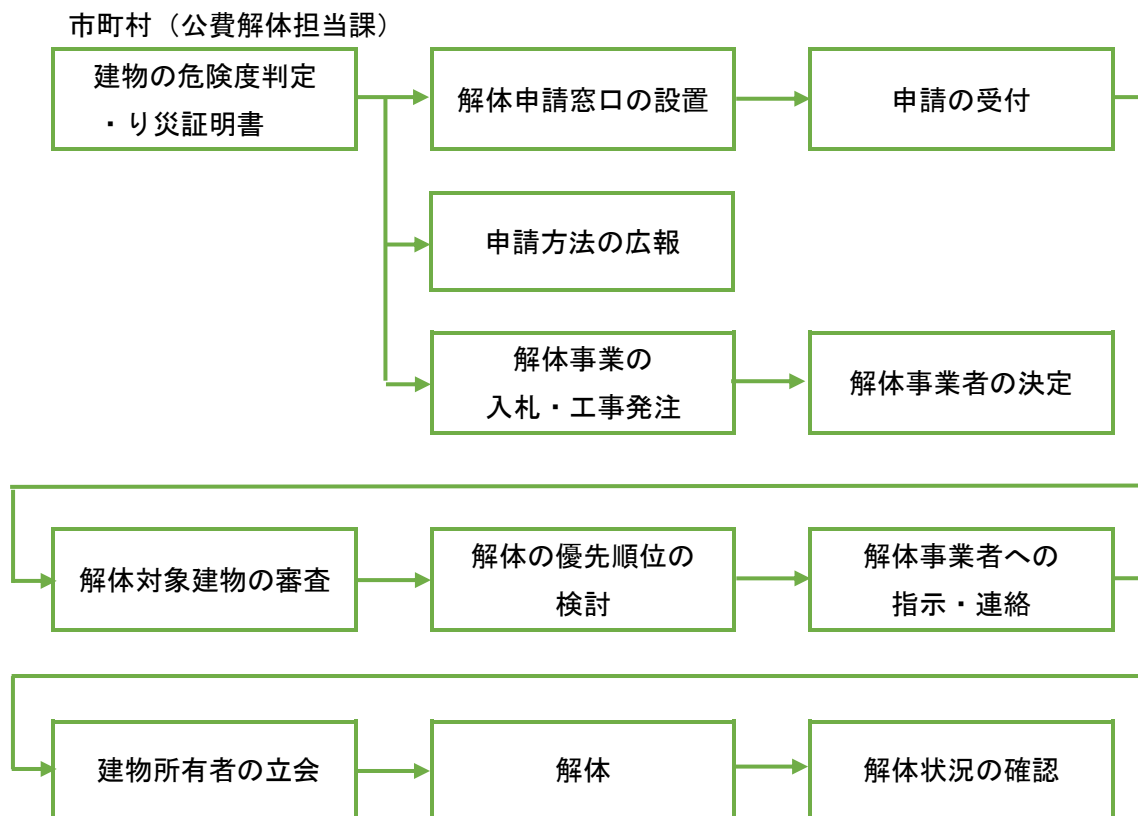 市町村（公費解体担当課）
建物の危険度判定
・り災証明書
解体申請窓口の設置
申請の受付
申請方法の広報
解体事業の
入札・工事発注
解体事業者の決定
解体対象建物の審査
解体の優先順位の
検討
解体事業者への
指示・連絡
建物所有者の立会
解体
解体状況の確認